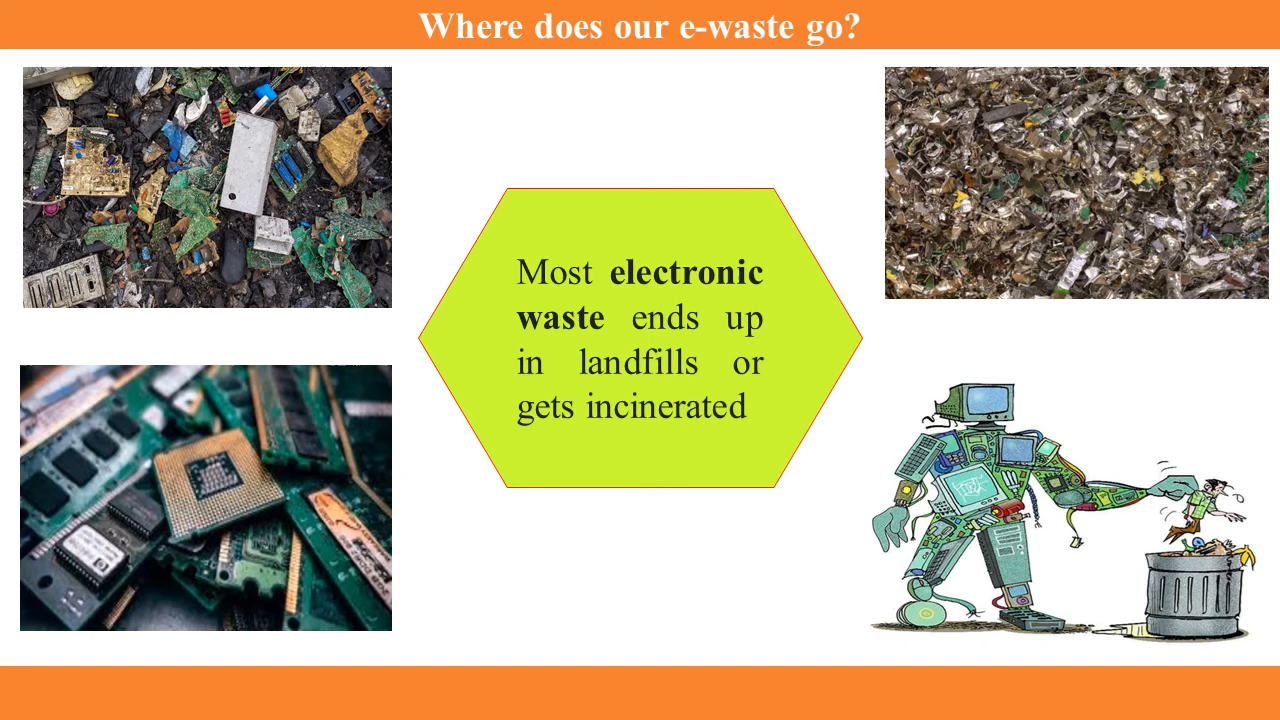 Where does our e-waste go?
Most electronic
waste ends up
in landfills or
gets incinerated